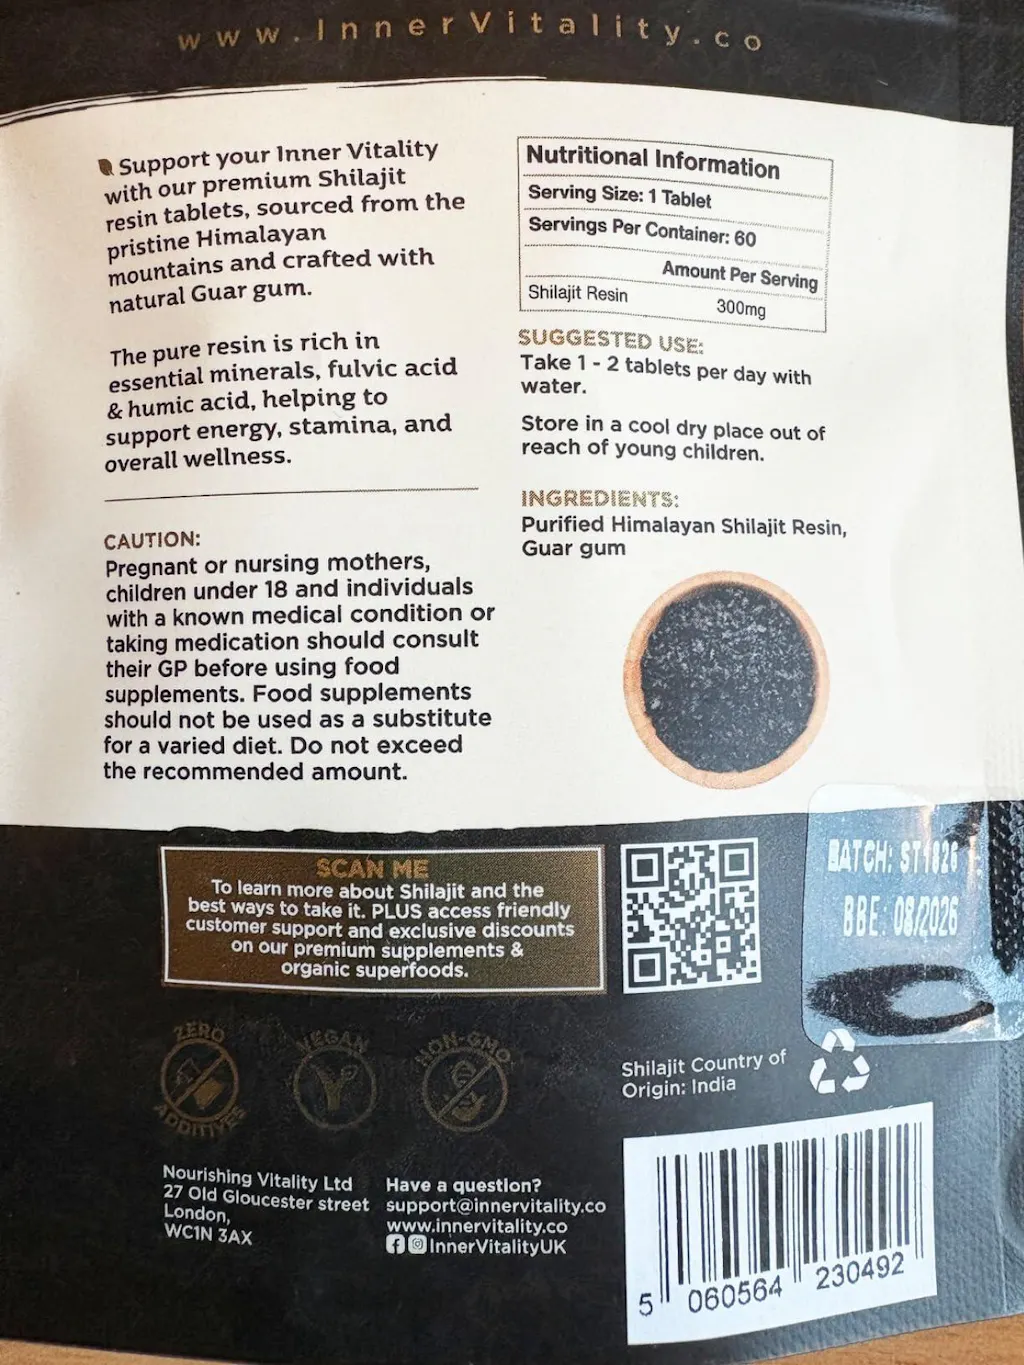 www.InnerVitality.co
Support your Inner Vitality
with our premium Shilajit
resin tablets, sourced from the
pristine Himalayan
mountains and crafted with
natural Guar gum.
The pure resin is rich in
essential minerals, fulvic acid
& humic acid, helping to
support energy, stamina, and
overall wellness.
CAUTION:
Pregnant or nursing mothers,
children under 18 and individuals
with a known medical condition or
taking medication should consult
their GP before using food
supplements. Food supplements
should not be used as a substitute
for a varied diet. Do not exceed
the recommended amount.
Nutritional Information
Serving Size: 1 Tablet
Servings Per Container: 60
Amount Per Serving
Shilajit Resin 300mg
SUGGESTED USE:
Take 1 - 2 tablets per day with
water.
Store in a cool dry place out of
reach of young children.
INGREDIENTS:
Purified Himalayan Shilajit Resin,
Guar gum
SCAN ME
To learn more about Shilajit and the
best ways to take it. PLUS access friendly
customer support and exclusive discounts
on our premium supplements &
organic superfoods.
BATCH: ST1826
BBE: 08/2026
ZERO
ADDITIVES
VEGAN
NON-GMO
Shilajit Country of
Origin: India
Nourishing Vitality Ltd
27 Old Gloucester street
London,
WC1N 3AX
Have a question?
support@innervitality.co
www.innervitality.co
InnerVitalityUK
5 060564 230492